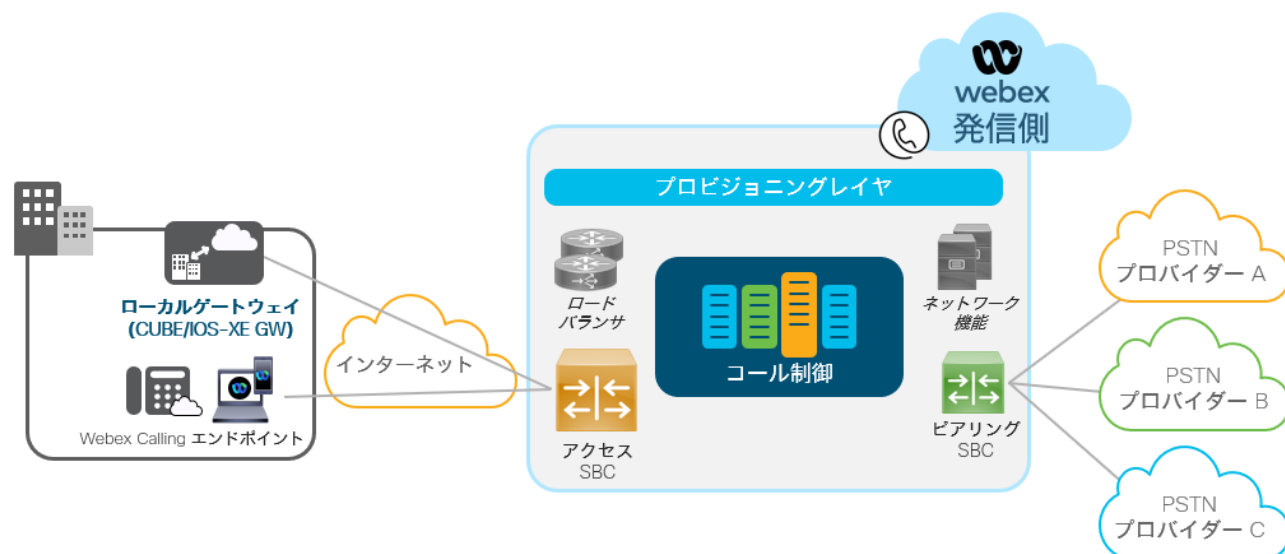 webex
発信側
プロビジョニングレイヤ
ローカルゲートウェイ
(CUBE/IOS-XE GW)
Webex Calling エンドポイント
インターネット
ロード
バランサ
アクセス
SBC
コール制御
ネットワーク
機能
ピアリング
SBC
PSTN
プロバイダー A
PSTN
プロバイダー B
PSTN
プロバイダー C